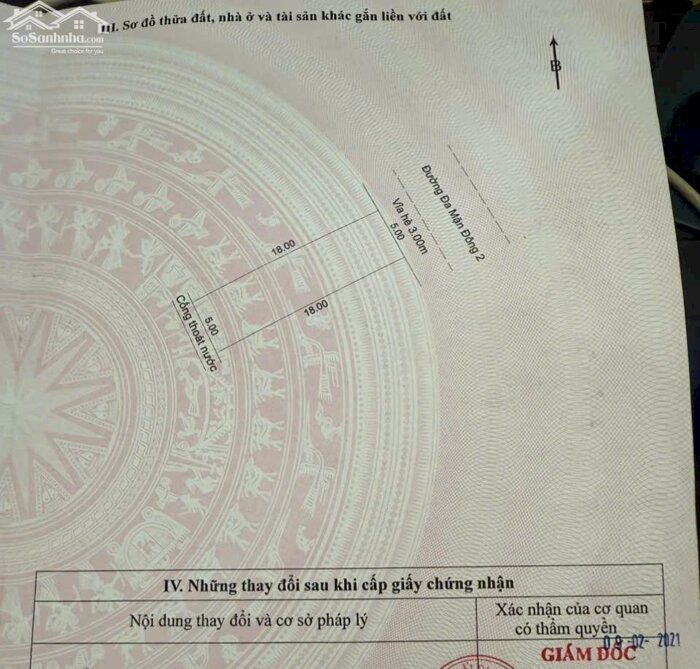 SoSanhnha.com
Great choice for you
III. Sơ đồ thửa đất, nhà ở và tài sản khác gắn liền với đất
B
Đường Đa Mặn Đông 2
Vỉa hè 3.00m
5.00
18.00
18.00
5.00
Cống thoát nước
IV. Những thay đổi sau khi cấp giấy chứng nhận
Nội dung thay đổi và cơ sở pháp lý
Xác nhận của cơ quan
có thẩm quyền
09-02-2021
GIÁM ĐỐC